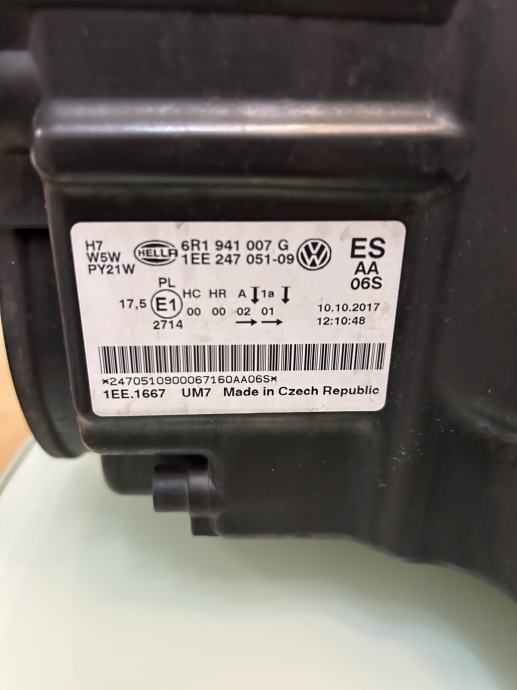 H7
W5W
PY21W
HELLA
6R1 941 007 G
1EE 247 051-09
VW
ES
AA
06S
PL
17,5 E1
HC HR A 1a
00 00 02 01
2714
→ →
10.10.2017
12:10:48
*2470510900067160AA06S*
1EE.1667 UM7 Made in Czech Republic